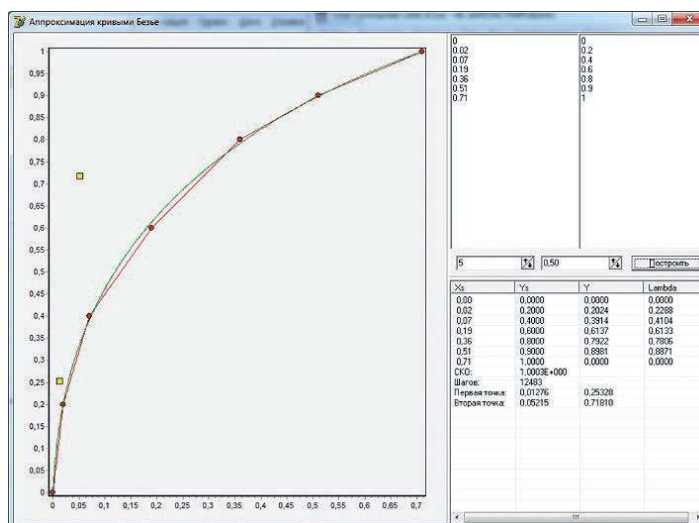 Аппроксимация кривыми Безье
1
0,95
0,9
0,85
0,8
0,75
0,7
0,65
0,6
0,55
0,5
0,45
0,4
0,35
0,3
0,25
0,2
0,15
0,1
0,05
0
0 0,05 0,1 0,15 0,2 0,25 0,3 0,35 0,4 0,45 0,5 0,55 0,6 0,65 0,7
0 0
0.02 0.2
0.07 0.4
0.19 0.6
0.36 0.8
0.51 0.9
0.71 1
5 0,50 Построить
Xs Ys Y Lambda
0,00 0,0000 0,0000 0,0000
0,02 0,2000 0,2024 0,2288
0,07 0,4000 0,3914 0,4104
0,19 0,6000 0,6137 0,6133
0,36 0,8000 0,7922 0,7806
0,51 0,9000 0,8981 0,8871
0,71 1,0000 0,0000 0,0000
СКО: 1,0003E+000
Шагов: 12483
Первая точка: 0,01276 0,25328
Вторая точка: 0,05215 0,71810